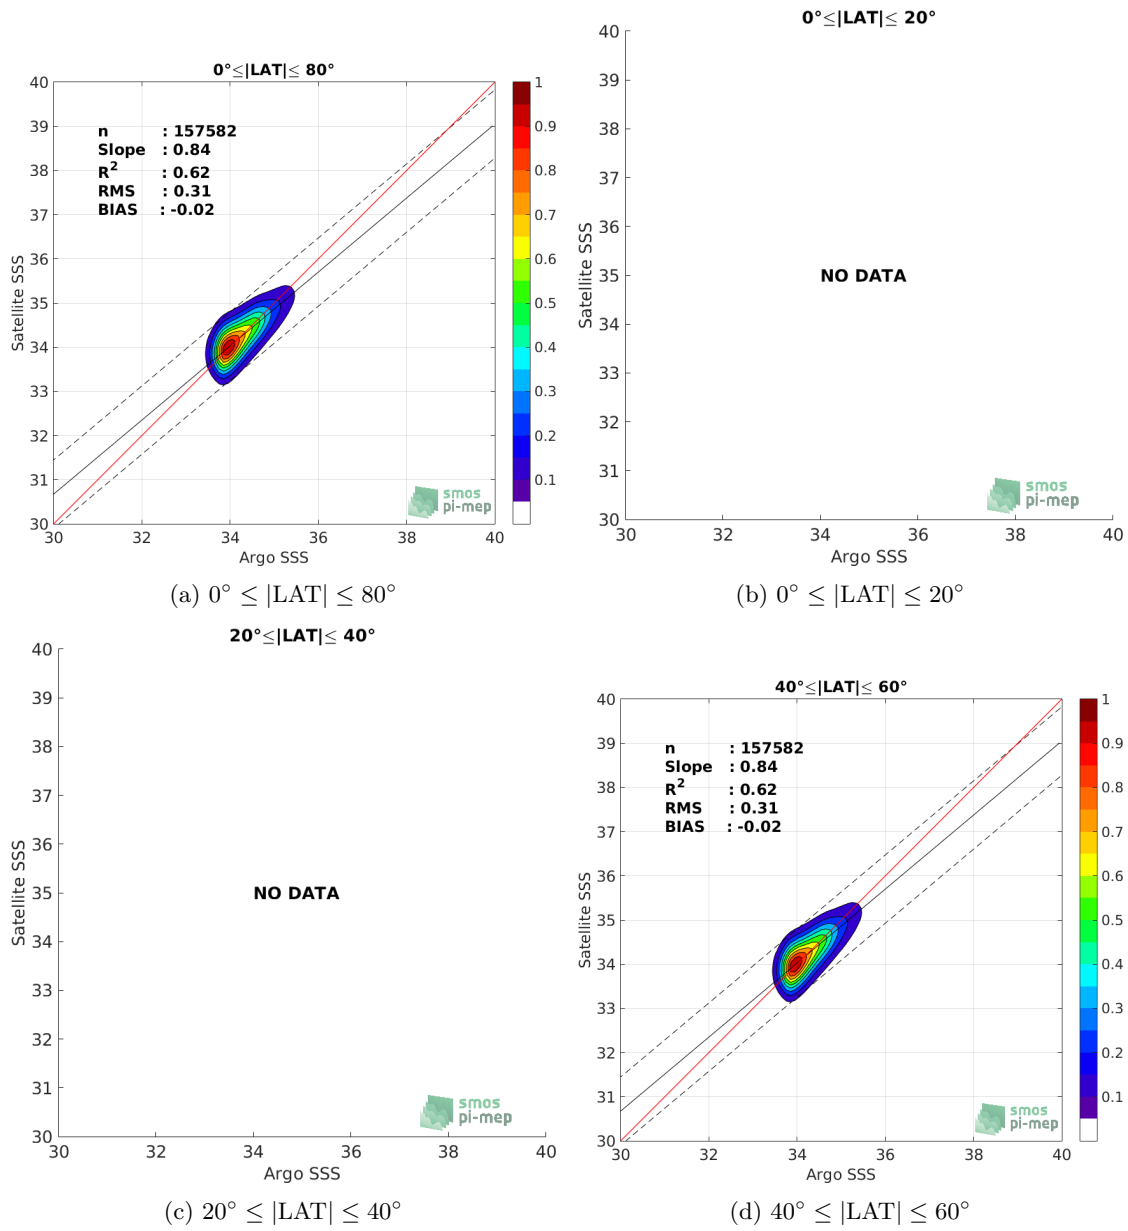 0°≤|LAT|≤ 80°
40
39
38
37
36
35
34
33
32
31
30
Satellite SSS
n : 157582
Slope : 0.84
R2 : 0.62
RMS : 0.31
BIAS : -0.02
smos
pi-mep
30 32 34 36 38 40
Argo SSS
1
0.9
0.8
0.7
0.6
0.5
0.4
0.3
0.2
0.1
(a) 0° ≤ |LAT| ≤ 80°
0°≤|LAT|≤ 20°
40
39
38
37
36
35
34
33
32
31
30
Satellite SSS
NO DATA
smos
pi-mep
30 32 34 36 38 40
Argo SSS
(b) 0° ≤ |LAT| ≤ 20°
20°≤|LAT|≤ 40°
40
39
38
37
36
35
34
33
32
31
30
Satellite SSS
NO DATA
smos
pi-mep
30 32 34 36 38 40
Argo SSS
(c) 20° ≤ |LAT| ≤ 40°
40°≤|LAT|≤ 60°
40
39
38
37
36
35
34
33
32
31
30
Satellite SSS
n : 157582
Slope : 0.84
R2 : 0.62
RMS : 0.31
BIAS : -0.02
smos
pi-mep
30 32 34 36 38 40
Argo SSS
1
0.9
0.8
0.7
0.6
0.5
0.4
0.3
0.2
0.1
(d) 40° ≤ |LAT| ≤ 60°